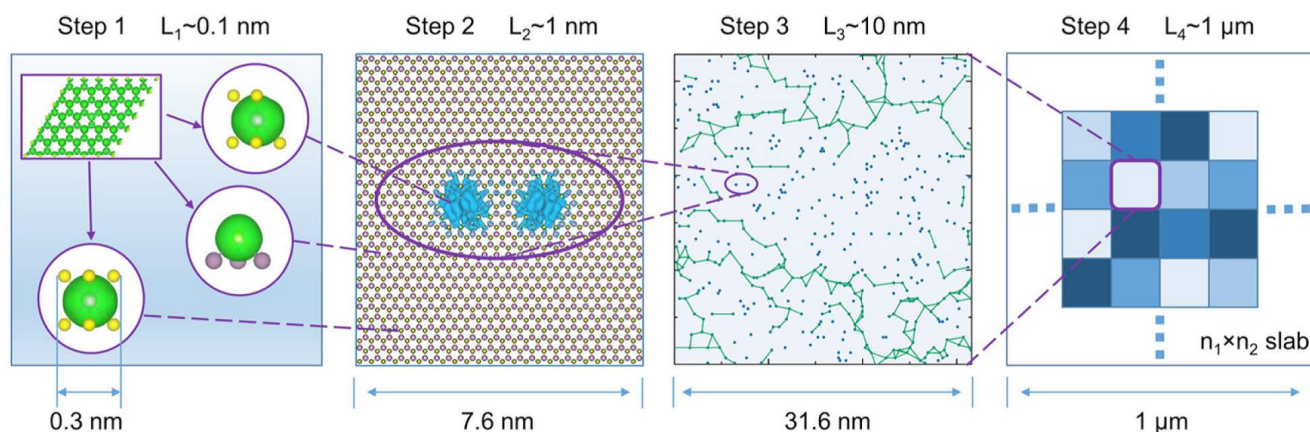 Step 1 L₁~0.1 nm
Step 2 L₂~1 nm
Step 3 L₃~10 nm
Step 4 L₄~1 μm
n₁×n₂ slab
0.3 nm
7.6 nm
31.6 nm
1 μm